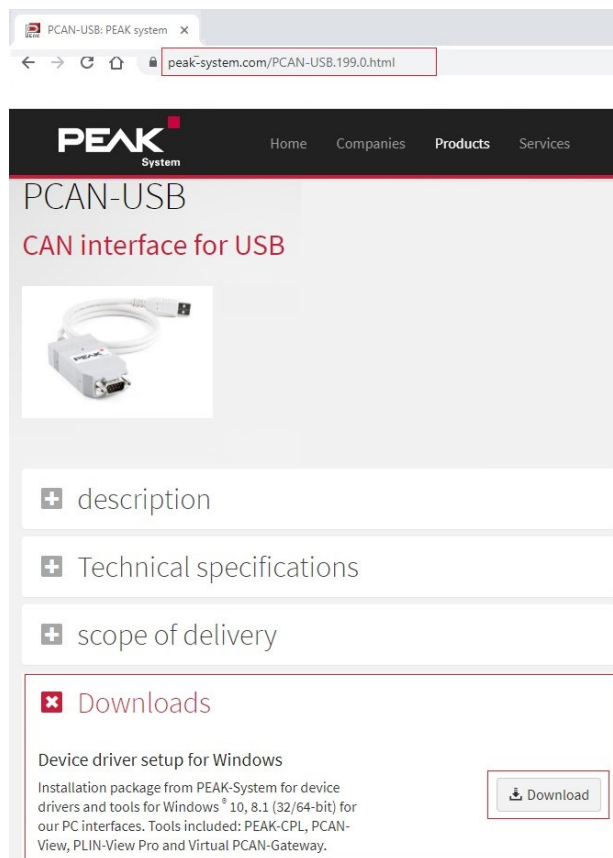 PCAN-USB: PEAK system
peak-system.com/PCAN-USB.199.0.html
PEAK
System
Home Companies Products Services
PCAN-USB
CAN interface for USB
PEAK
description
Technical specifications
scope of delivery
Downloads
Device driver setup for Windows
Installation package from PEAK-System for device
drivers and tools for Windows® 10, 8.1 (32/64-bit) for
our PC interfaces. Tools included: PEAK-CPL, PCAN-
View, PLIN-View Pro and Virtual PCAN-Gateway.
Download